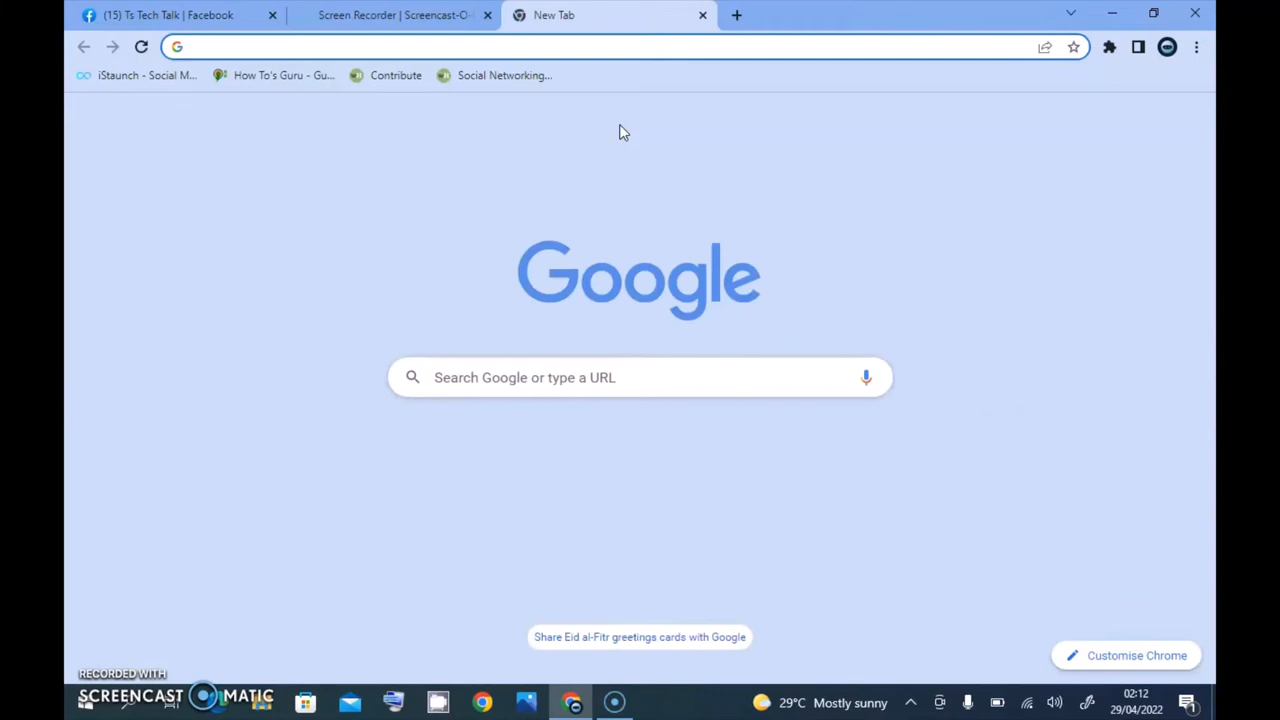 (15) Ts Tech Talk | Facebook
Screen Recorder | Screencast-O-
New Tab
iStaunch - Social M...
How To's Guru - Gu...
Contribute
Social Networking...
Google
Search Google or type a URL
Share Eid al-Fitr greetings cards with Google
Customise Chrome
RECORDED WITH
SCREENCAST MATIC
29°C Mostly sunny
02:12
29/04/2022
1